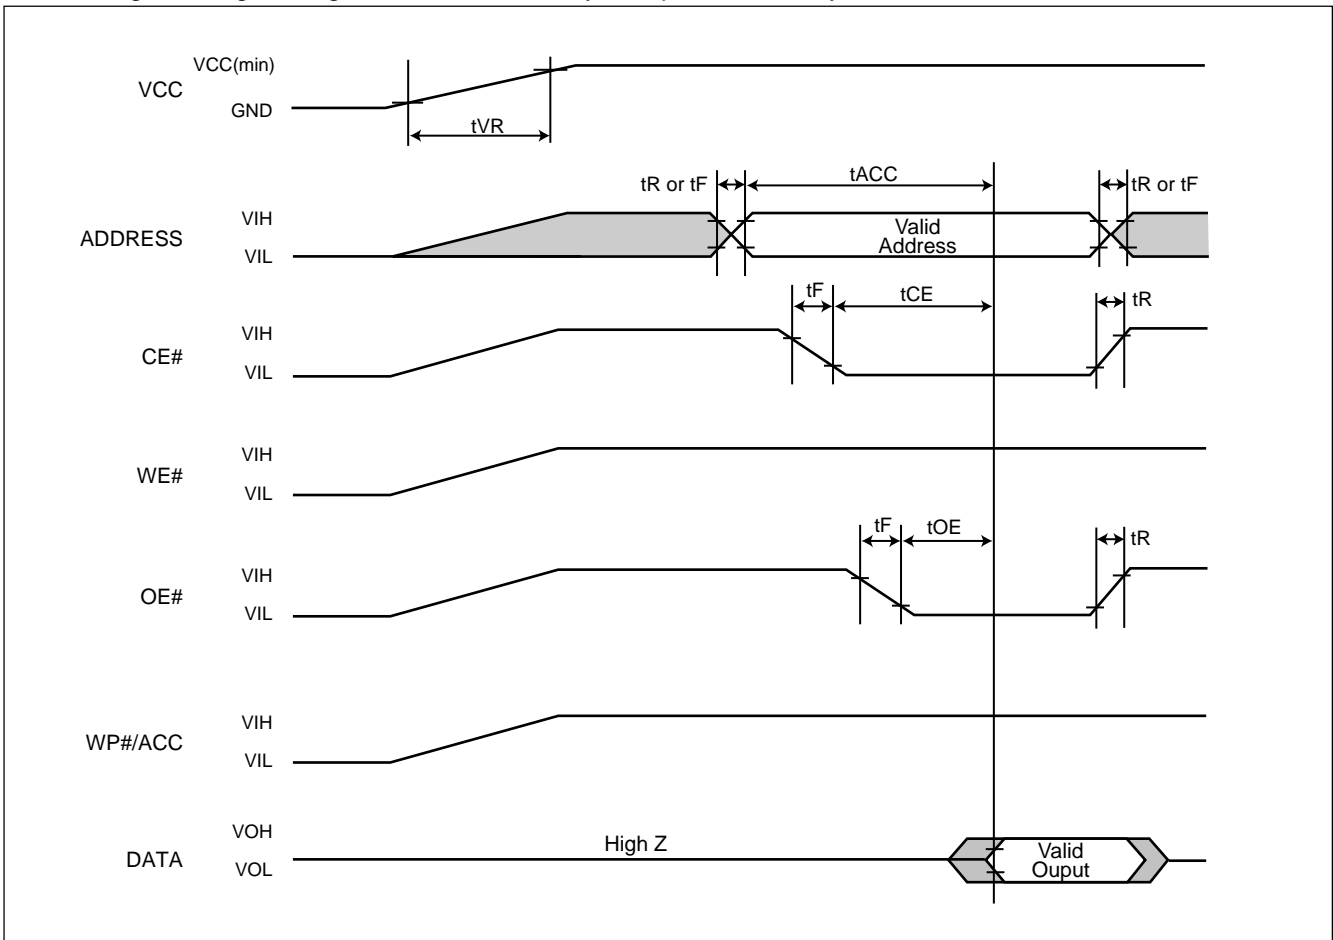 VCC(min)
VCC
GND
tVR
tR or tF
tACC
tR or tF
VIH
ADDRESS
VIL
Valid
Address
tF
tCE
tR
VIH
CE#
VIL
VIH
WE#
VIL
tF
tOE
tR
VIH
OE#
VIL
VIH
WP#/ACC
VIL
VOH
DATA
VOL
High Z
Valid
Ouput